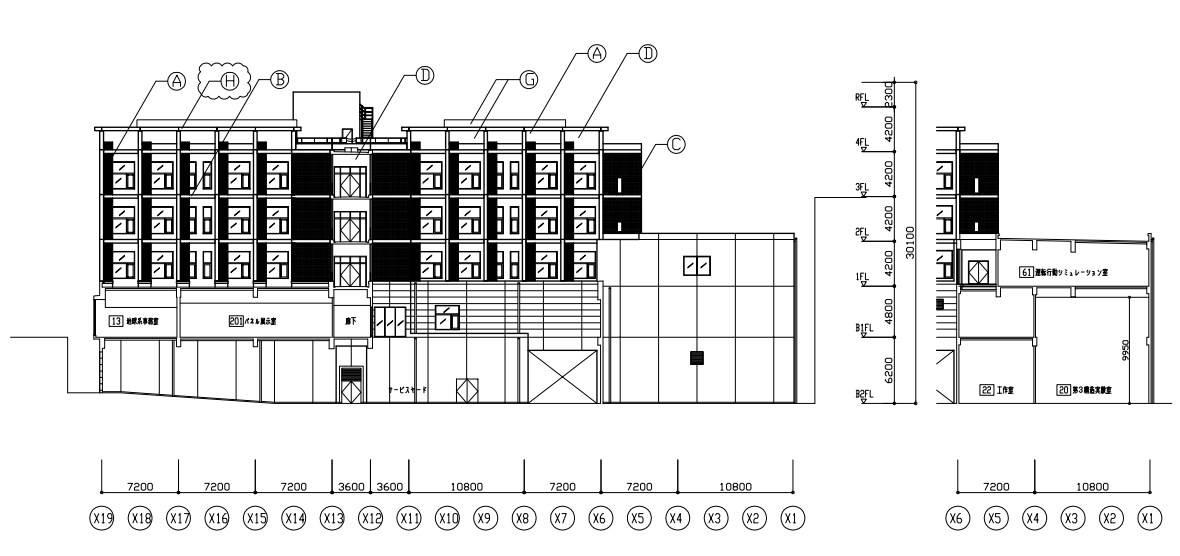 A H B D G A D C
RFL
4FL
3FL
2FL
1FL
B1FL
B2FL
2300
4200
4200
4200
4200
4800
6200
30100
13 地球系事務室
201 パネル展示室
廊下
サービスヤード
61 運転行動シミュレーション室
9950
22 工作室
20 第3構造実験室
7200 7200 7200 3600 3600 10800 7200 7200 10800
X19 X18 X17 X16 X15 X14 X13 X12 X11 X10 X9 X8 X7 X6 X5 X4 X3 X2 X1
7200 10800
X6 X5 X4 X3 X2 X1